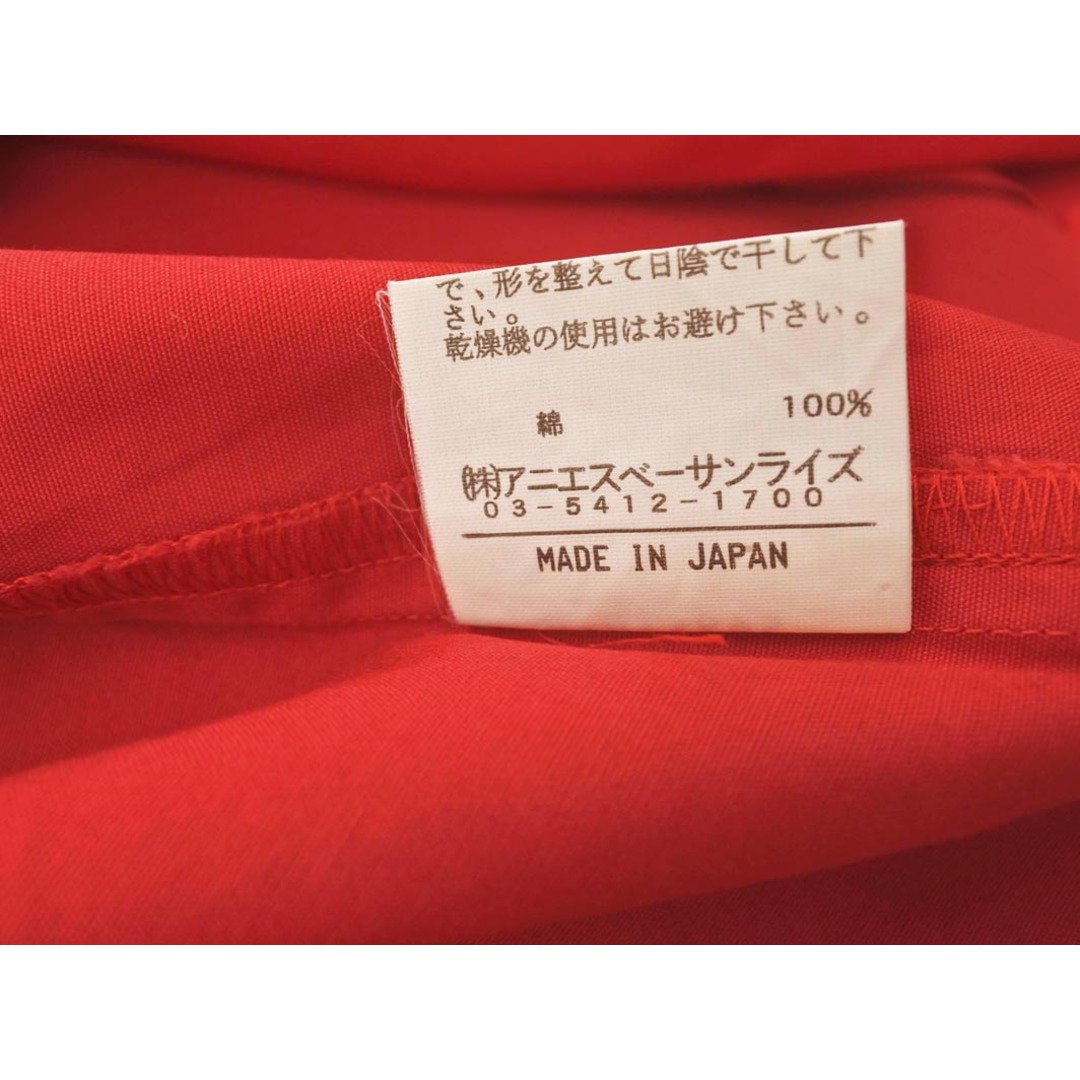 で、形を整えて日陰で干して下
さい。
乾燥機の使用はお避け下さい。
綿 100%
(株)アニエスベーサンライズ
03-5412-1700
MADE IN JAPAN